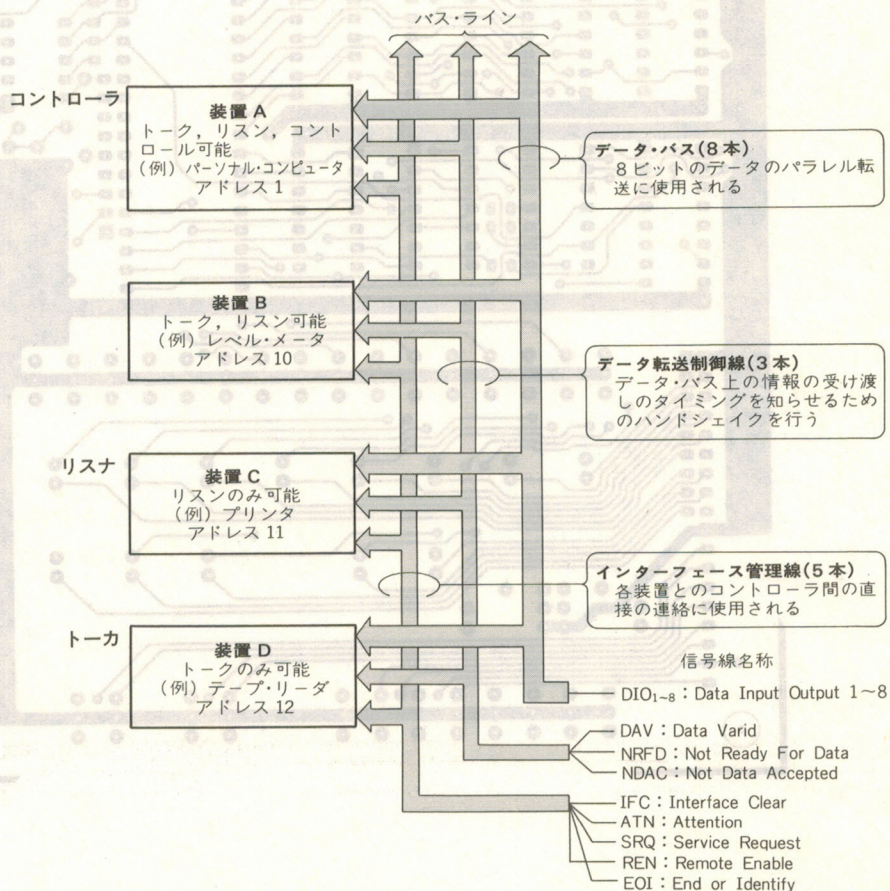 バス・ライン
コントローラ
装置 A
トーク，リスン，コント
ロール可能
（例）パーソナル・コンピュータ
アドレス 1
データ・バス(8本)
8ビットのデータのパラレル転
送に使用される
装置 B
トーク，リスン可能
（例）レベル・メータ
アドレス 10
データ転送制御線(3本)
データ・バス上の情報の受け渡
しのタイミングを知らせるため
のハンドシェイクを行う
リスナ
装置 C
リスンのみ可能
（例）プリンタ
アドレス 11
インターフェース管理線(5本)
各装置とのコントローラ間の直
接の連絡に使用される
トーカ
装置 D
トークのみ可能
（例）テープ・リーダ
アドレス 12
信号線名称
DIO₁~₈：Data Input Output 1~8
DAV：Data Varid
NRFD：Not Ready For Data
NDAC：Not Data Accepted
IFC：Interface Clear
ATN：Attention
SRQ：Service Request
REN：Remote Enable
EOI：End or Identify